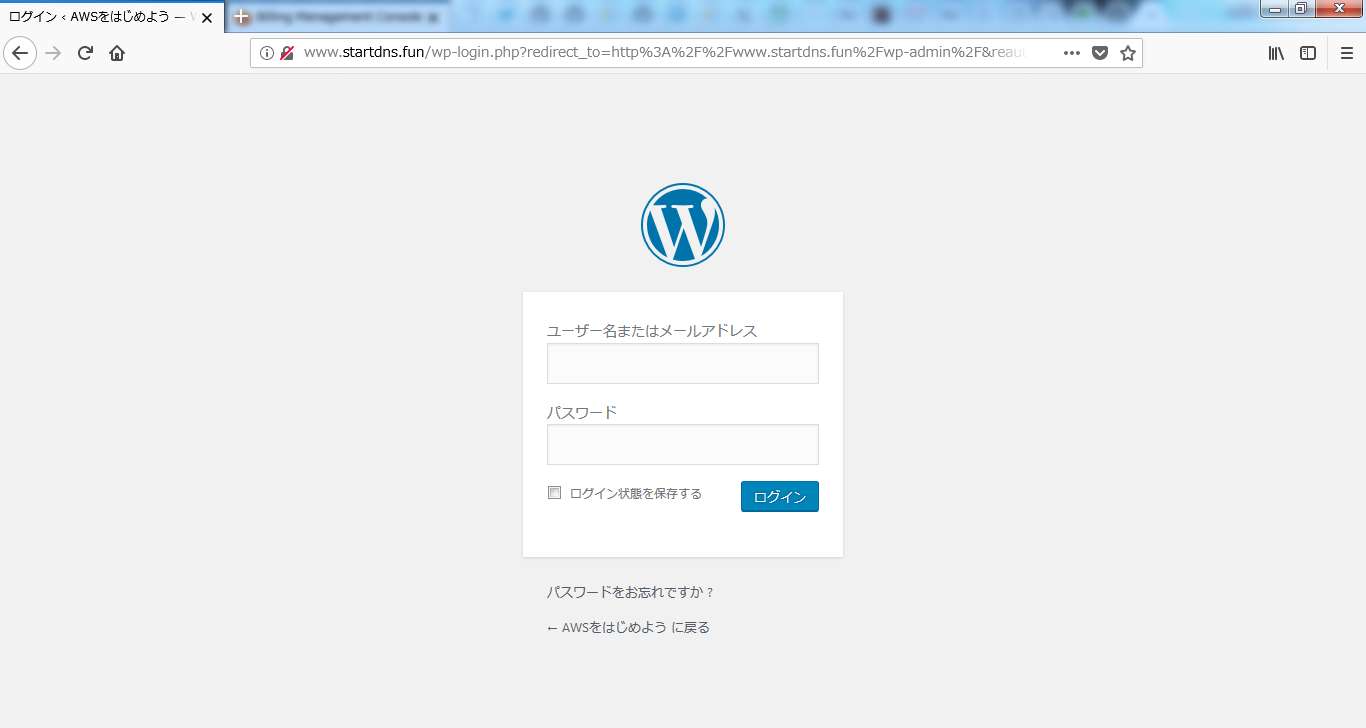 ログイン ‹ AWSをはじめよう —
Billing Management Console
www.startdns.fun/wp-login.php?redirect_to=http%3A%2F%2Fwww.startdns.fun%2Fwp-admin%2F&reaut
ユーザー名またはメールアドレス
パスワード
ログイン状態を保存する
ログイン
パスワードをお忘れですか ?
← AWSをはじめよう に戻る